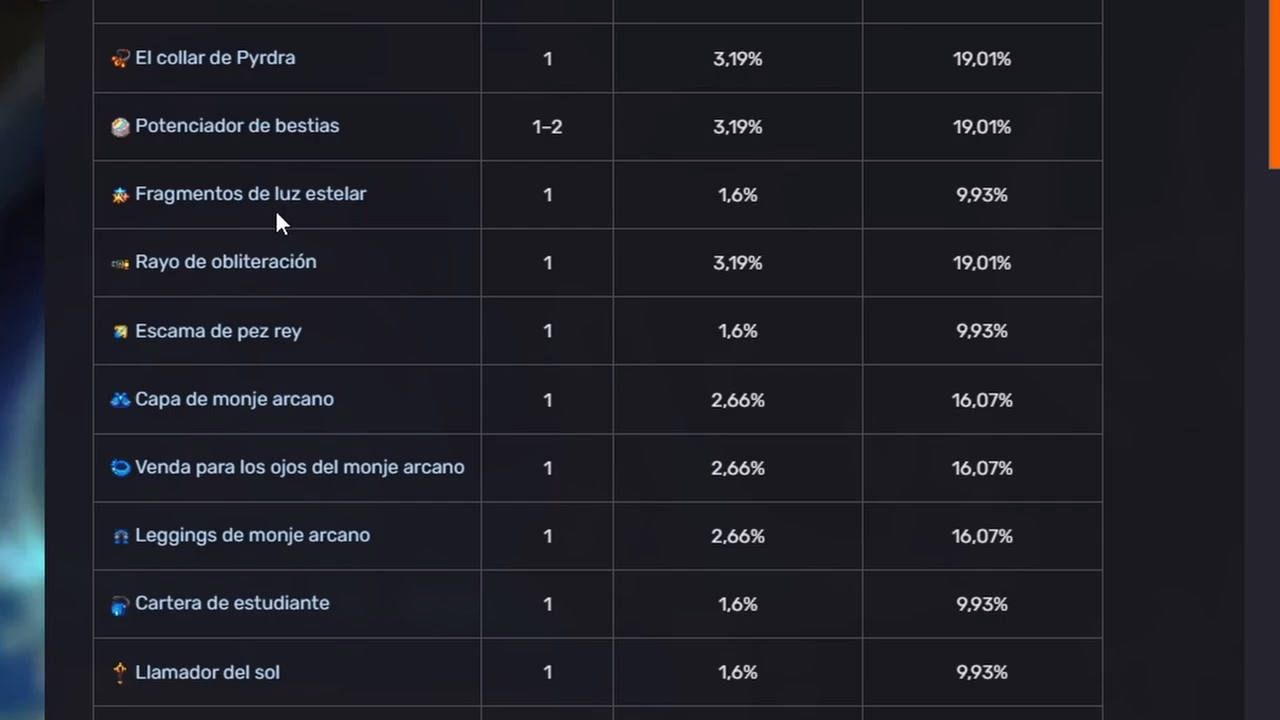 El collar de Pyrdra 1 3,19% 19,01%
Potenciador de bestias 1–2 3,19% 19,01%
Fragmentos de luz estelar 1 1,6% 9,93%
Rayo de obliteración 1 3,19% 19,01%
Escama de pez rey 1 1,6% 9,93%
Capa de monje arcano 1 2,66% 16,07%
Venda para los ojos del monje arcano 1 2,66% 16,07%
Leggings de monje arcano 1 2,66% 16,07%
Cartera de estudiante 1 1,6% 9,93%
Llamador del sol 1 1,6% 9,93%